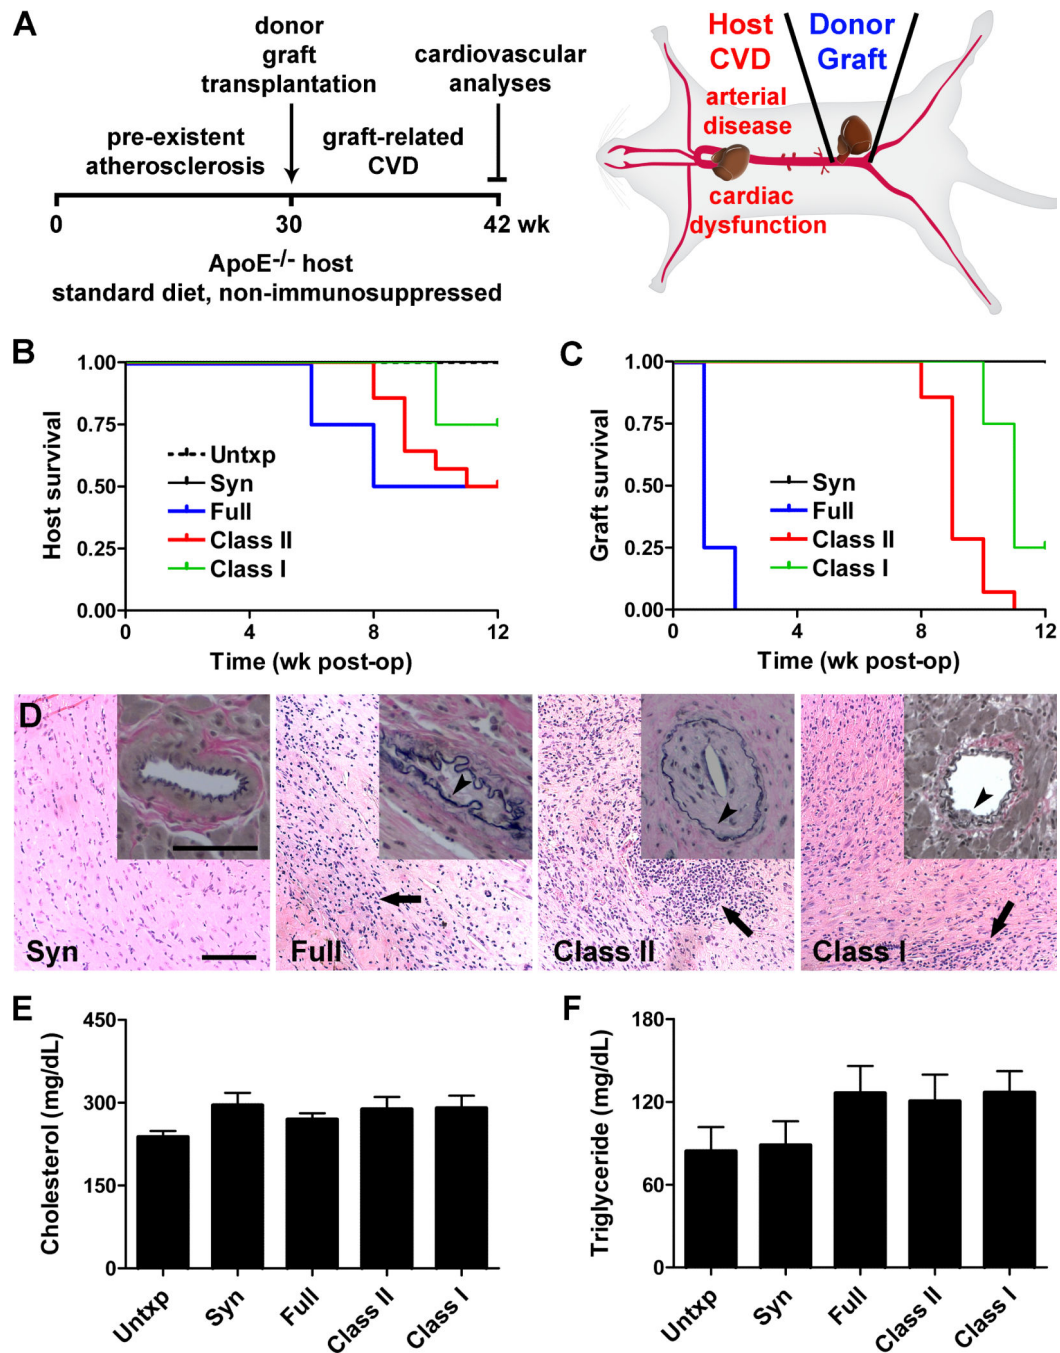 A
donor
graft
transplantation
cardiovascular
analyses
pre-existent
atherosclerosis
graft-related
CVD
0
30
42 wk
ApoE-/- host
standard diet, non-immunosuppressed
Host
CVD
Donor
Graft
arterial
disease
cardiac
dysfunction
B
Host survival
1.00
0.75
0.50
0.25
0.00
Untxp
Syn
Full
Class II
Class I
0 4 8 12
Time (wk post-op)
C
Graft survival
1.00
0.75
0.50
0.25
0.00
Syn
Full
Class II
Class I
0 4 8 12
Time (wk post-op)
D
Syn
Full
Class II
Class I
E
Cholesterol (mg/dL)
450
300
150
0
Untxp
Syn
Full
Class II
Class I
F
Triglyceride (mg/dL)
180
120
60
0
Untxp
Syn
Full
Class II
Class I